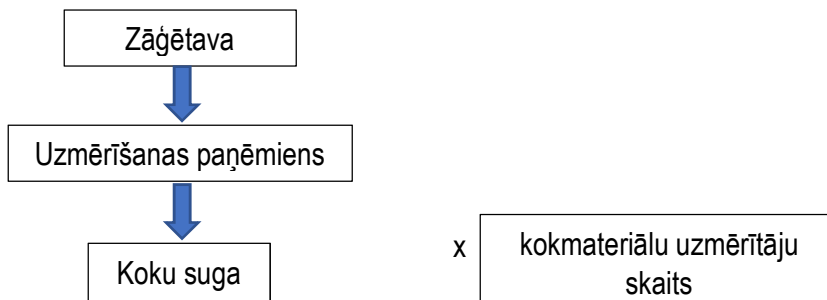 Zāģētava
Uzmērīšanas paņēmiens
Koku suga
x
kokmateriālu uzmērītāju
skaits